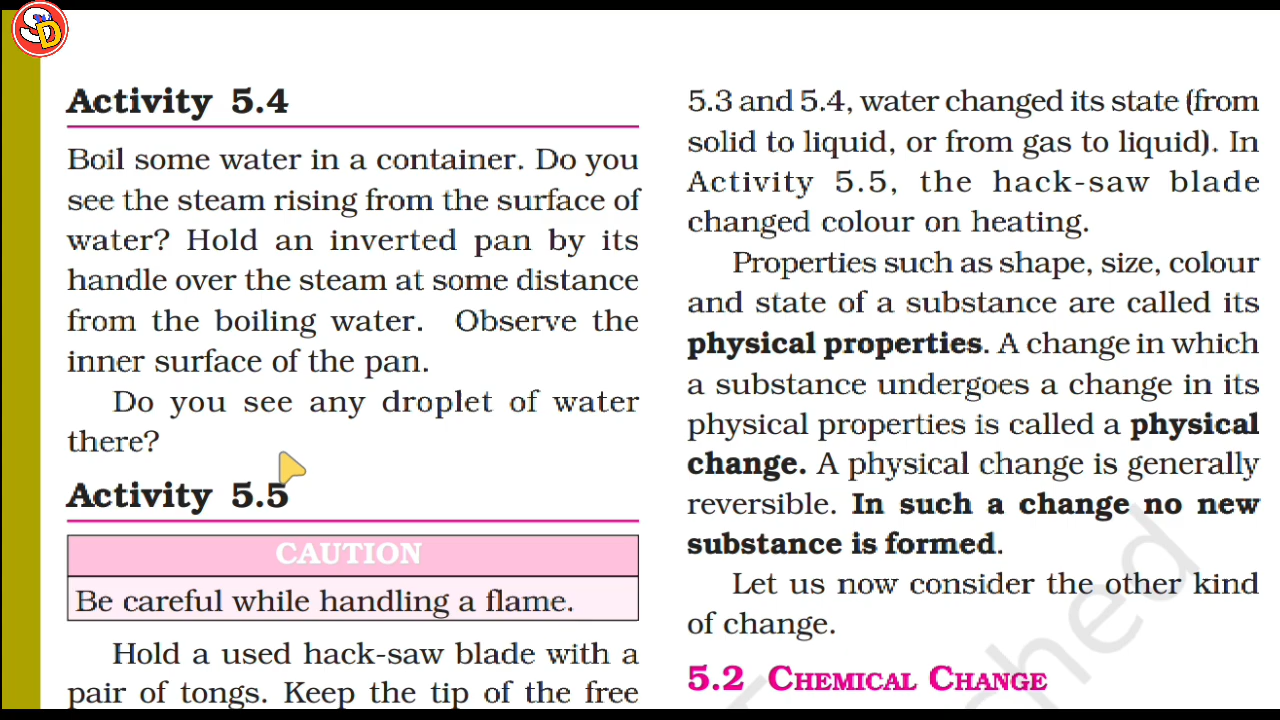 SD
Activity 5.4
Boil some water in a container. Do you
see the steam rising from the surface of
water? Hold an inverted pan by its
handle over the steam at some distance
from the boiling water. Observe the
inner surface of the pan.
Do you see any droplet of water
there?
Activity 5.5
CAUTION
Be careful while handling a flame.
Hold a used hack-saw blade with a
pair of tongs. Keep the tip of the free
5.3 and 5.4, water changed its state (from
solid to liquid, or from gas to liquid). In
Activity 5.5, the hack-saw blade
changed colour on heating.
Properties such as shape, size, colour
and state of a substance are called its
physical properties. A change in which
a substance undergoes a change in its
physical properties is called a physical
change. A physical change is generally
reversible. In such a change no new
substance is formed.
Let us now consider the other kind
of change.
5.2 CHEMICAL CHANGE